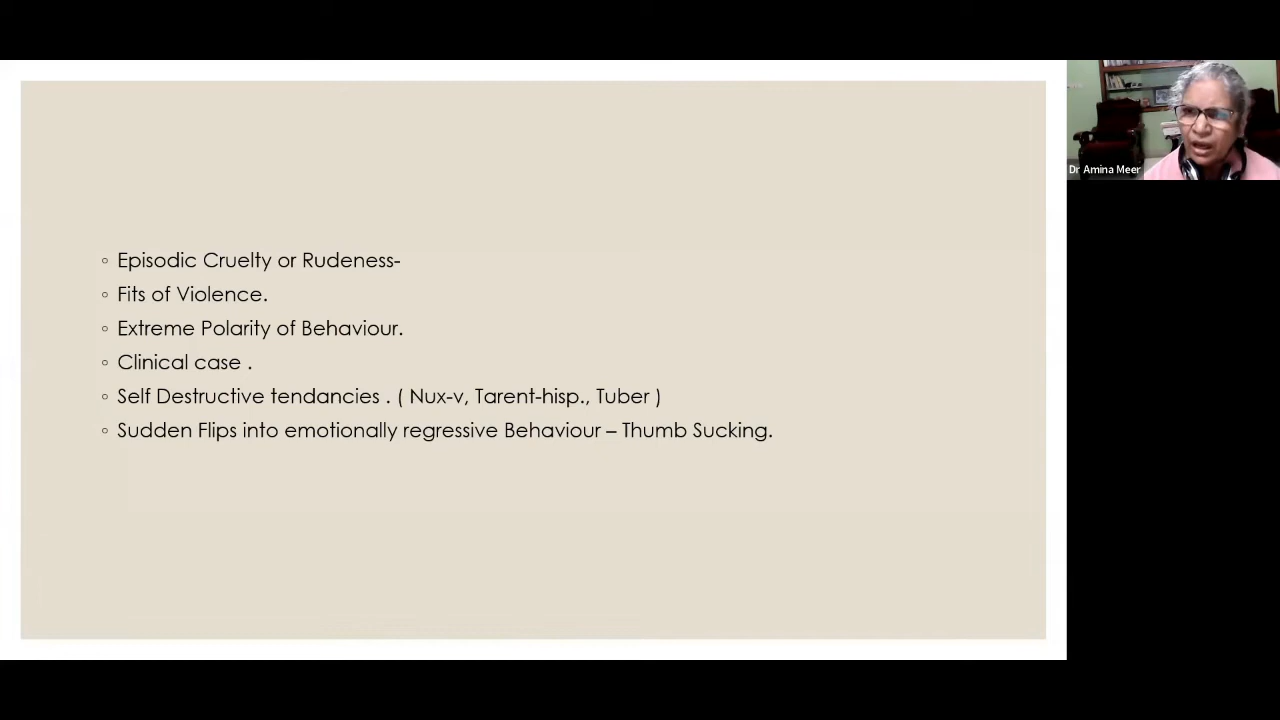 Episodic Cruelty or Rudeness-
Fits of Violence.
Extreme Polarity of Behaviour.
Clinical case .
Self Destructive tendancies . ( Nux-v, Tarent-hisp., Tuber )
Sudden Flips into emotionally regressive Behaviour – Thumb Sucking.
Dr Amina Meer